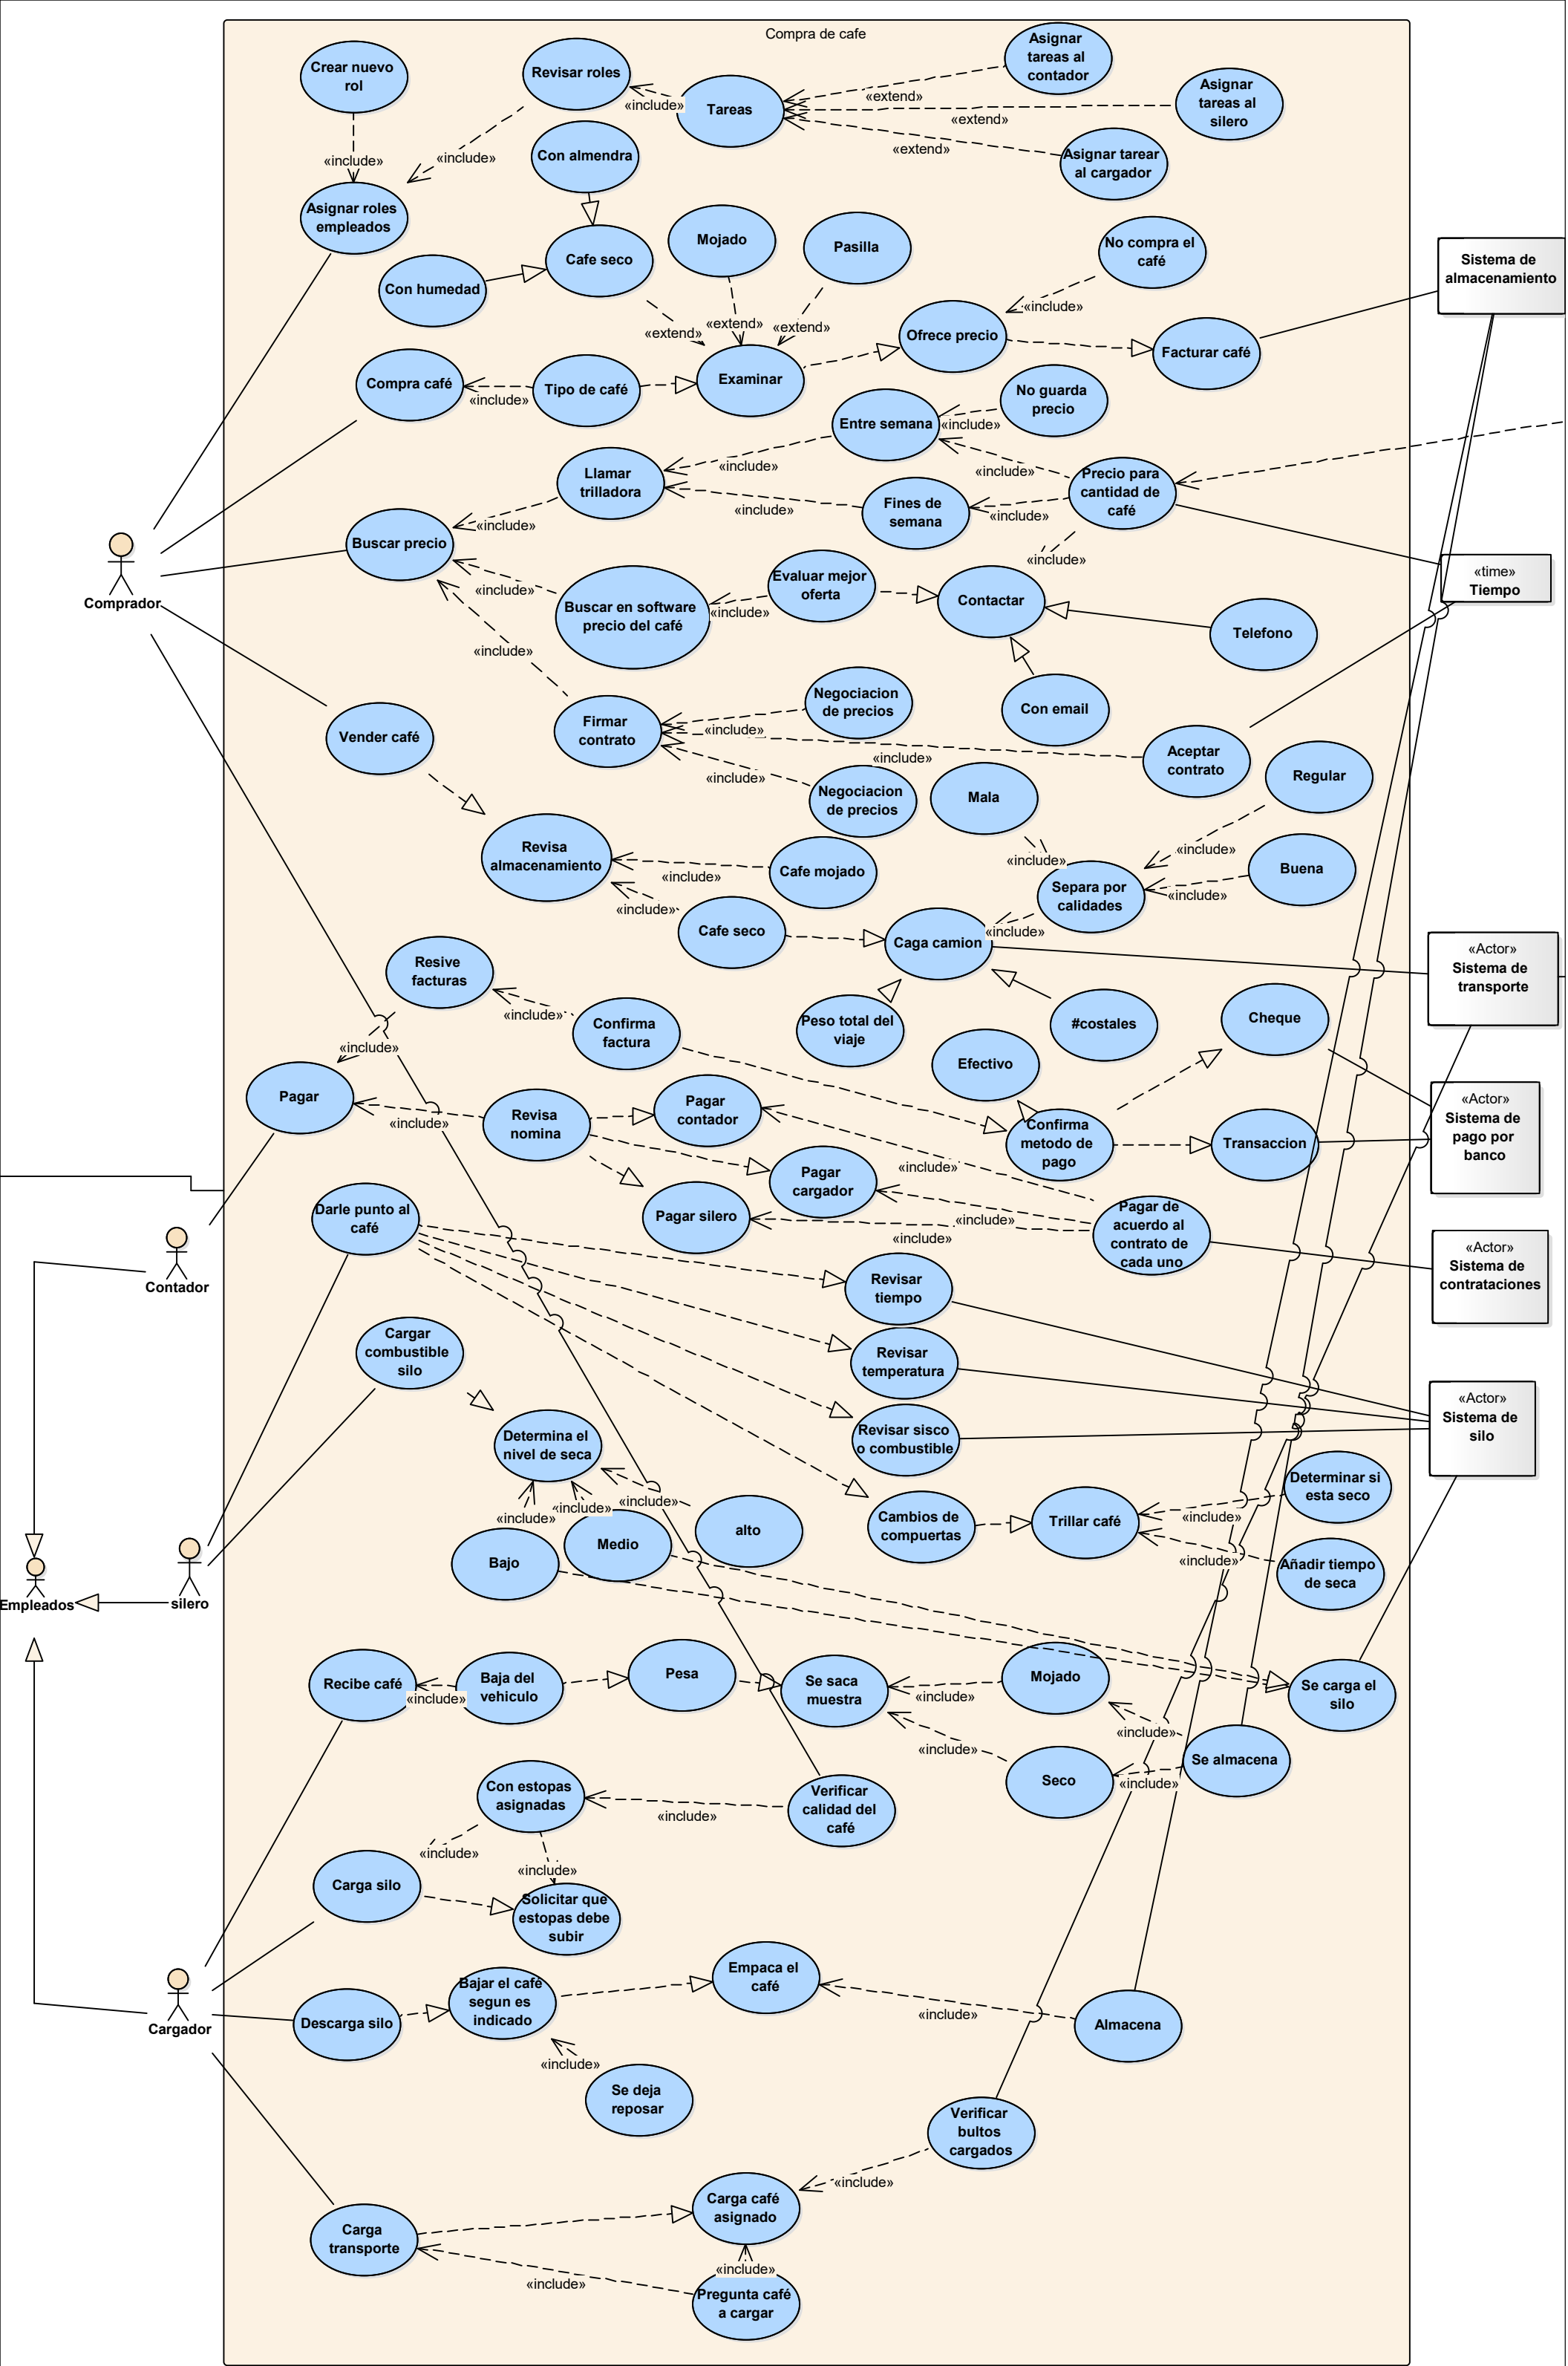 Compra de cafe
Crear nuevo
rol
Revisar roles
Tareas
Asignar
tareas al
contador
Asignar
tareas al
silero
Asignar tarear
al cargador
«include»
«extend»
«extend»
«extend»
«include»
«include»
Con almendra
Asignar roles
empleados
Cafe seco
Mojado
Pasilla
No compra el
café
Con humedad
«extend»
«extend»
«extend»
«include»
Ofrece precio
Facturar café
Sistema de
almacenamiento
Compra café
«include»
Tipo de café
Examinar
Entre semana
«include»
No guarda
precio
Llamar
trilladora
«include»
«include»
Precio para
cantidad de
café
«include»
Fines de
semana
«include»
Buscar precio
«include»
«include»
Comprador
«include»
Buscar en software
precio del café
«include»
Evaluar mejor
oferta
Contactar
Telefono
«time»
Tiempo
«include»
Con email
Vender café
Firmar
contrato
Negociacion
de precios
«include»
«include»
«include»
Negociacion
de precios
Aceptar
contrato
Mala
Regular
Revisa
almacenamiento
«include»
Cafe mojado
«include»
«include»
Buena
«include»
Separa por
calidades
«include»
Cafe seco
Caga camion
«include»
«Actor»
Sistema de
transporte
Resive
facturas
«include»
«include»
Confirma
factura
Peso total del
viaje
#costales
Cheque
Efectivo
Pagar
«include»
Revisa
nomina
Pagar
contador
Confirma
metodo de
pago
Transaccion
«Actor»
Sistema de
pago por
banco
Pagar
cargador
«include»
Pagar silero
«include»
«include»
Pagar de
acuerdo al
contrato de
cada uno
«Actor»
Sistema de
contrataciones
Darle punto al
café
Contador
Revisar
tiempo
Cargar
combustible
silo
Revisar
temperatura
«Actor»
Sistema de
silo
Determina el
nivel de seca
Revisar sisco
o combustible
«include»
«include»
«include»
Bajo
Medio
alto
Cambios de
compuertas
Trillar café
«include»
Determinar si
esta seco
«include»
Añadir tiempo
de seca
Empleados
silero
Recibe café
«include»
Baja del
vehiculo
Pesa
Se saca
muestra
«include»
Mojado
Se carga el
silo
«include»
«include»
Seco
«include»
Se almacena
Con estopas
asignadas
«include»
Verificar
calidad del
café
«include»
«include»
Carga silo
Solicitar que
estopas debe
subir
Cargador
Descarga silo
Bajar el café
segun es
indicado
Empaca el
café
«include»
Almacena
«include»
Se deja
reposar
Verificar
bultos
cargados
«include»
Carga café
asignado
Carga
transporte
«include»
«include»
Pregunta café
a cargar